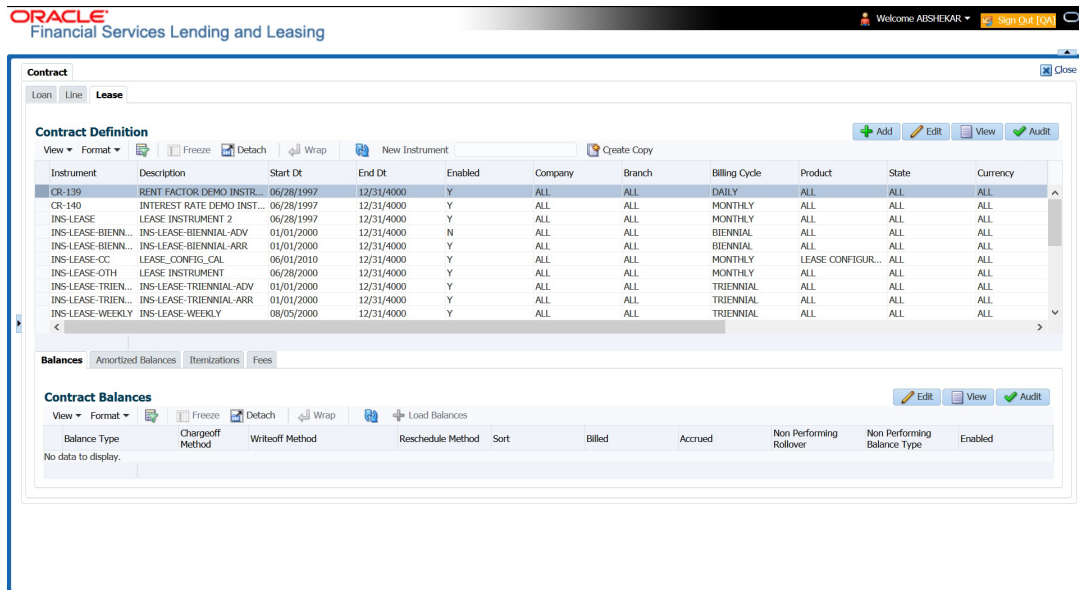 ORACLE®
Financial Services Lending and Leasing
Welcome ABSHEKAR Sign Out [QA]
Contract Close
Loan Line Lease
Contract Definition Add Edit View Audit
View Format Freeze Detach Wrap New Instrument Create Copy
Instrument Description Start Dt End Dt Enabled Company Branch Billing Cycle Product State Currency
CR-139 RENT FACTOR DEMO INSTR... 06/28/1997 12/31/4000 Y ALL ALL DAILY ALL ALL ALL
CR-140 INTEREST RATE DEMO INST... 06/28/1997 12/31/4000 Y ALL ALL MONTHLY ALL ALL ALL
INS-LEASE LEASE INSTRUMENT 2 06/28/1997 12/31/4000 Y ALL ALL MONTHLY ALL ALL ALL
INS-LEASE-BIENN... INS-LEASE-BIENNIAL-ADV 01/01/2000 12/31/4000 N ALL ALL BIENNIAL ALL ALL ALL
INS-LEASE-BIENN... INS-LEASE-BIENNIAL-ARR 01/01/2000 12/31/4000 Y ALL ALL BIENNIAL ALL ALL ALL
INS-LEASE-CC LEASE_CONFIG_CAL 06/01/2010 12/31/4000 Y ALL ALL MONTHLY LEASE CONFIGUR... ALL ALL
INS-LEASE-OTH LEASE INSTRUMENT 06/28/2000 12/31/4000 Y ALL ALL MONTHLY ALL ALL ALL
INS-LEASE-TRIEN... INS-LEASE-TRIENNIAL-ADV 01/01/2000 12/31/4000 Y ALL ALL TRIENNIAL ALL ALL ALL
INS-LEASE-TRIEN... INS-LEASE-TRIENNIAL-ARR 01/01/2000 12/31/4000 Y ALL ALL TRIENNIAL ALL ALL ALL
INS-LEASE-WEEKLY INS-LEASE-WEEKLY 08/05/2000 12/31/4000 Y ALL ALL TRIENNIAL ALL ALL ALL
Balances Amortized Balances Itemizations Fees
Contract Balances Edit View Audit
View Format Freeze Detach Wrap Load Balances
Balance Type Chargeoff Method Writeoff Method Reschedule Method Sort Billed Accrued Non Performing Rollover Non Performing Balance Type Enabled
No data to display.